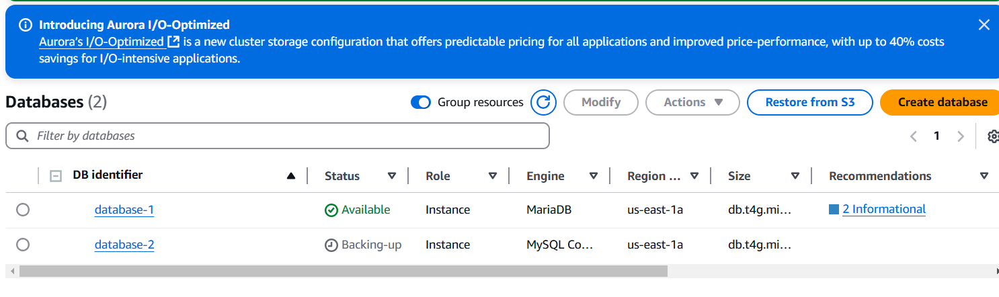 Introducing Aurora I/O-Optimized
Aurora's I/O-Optimized is a new cluster storage configuration that offers predictable pricing for all applications and improved price-performance, with up to 40% costs
savings for I/O-intensive applications.
Databases (2)
Group resources
Modify
Actions
Restore from S3
Create database
Filter by databases
1
DB identifier Status Role Engine Region ... Size Recommendations
database-1 Available Instance MariaDB us-east-1a db.t4g.mi... 2 Informational
database-2 Backing-up Instance MySQL Co... us-east-1a db.t4g.mi...